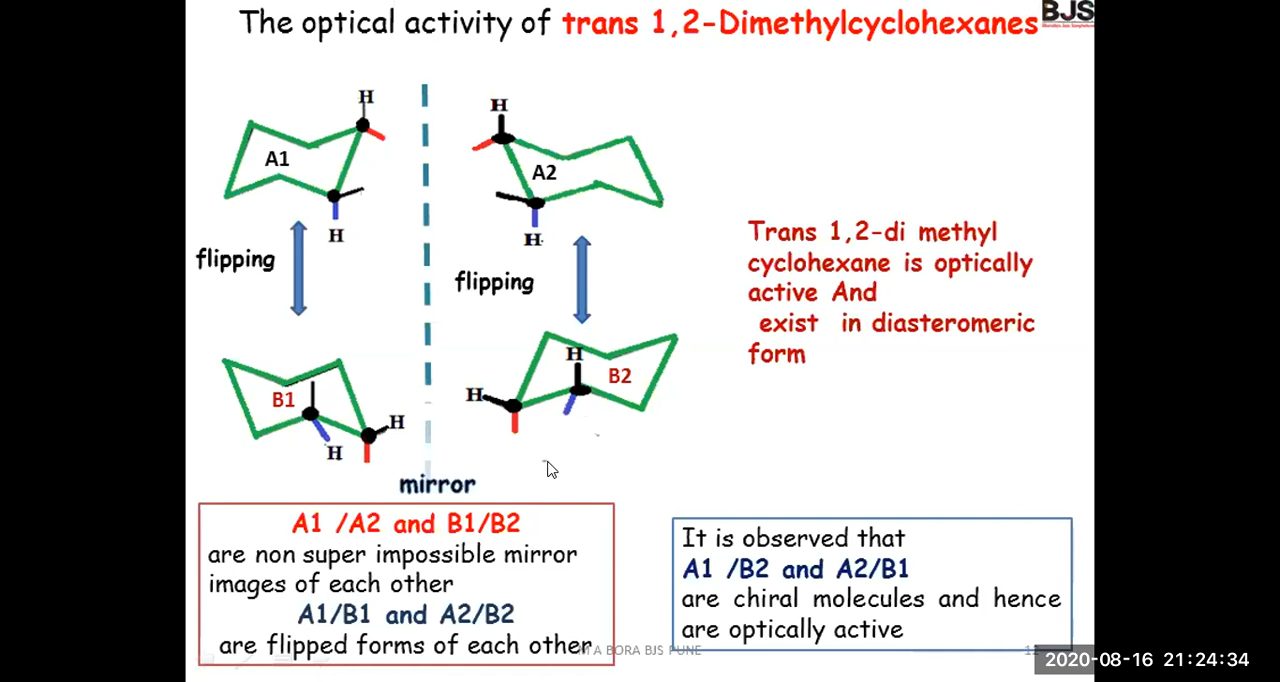 The optical activity of trans 1,2-Dimethylcyclohexanes
BJS
H
A1
H
flipping
H
A2
H
flipping
B1
H
H
H
B2
H
mirror
Trans 1,2-di methyl
cyclohexane is optically
active And
exist in diasteromeric
form
A1 /A2 and B1/B2
are non super impossible mirror
images of each other
A1/B1 and A2/B2
are flipped forms of each other
It is observed that
A1 /B2 and A2/B1
are chiral molecules and hence
are optically active
A BORA BJS PUNE
2020-08-16 21:24:34